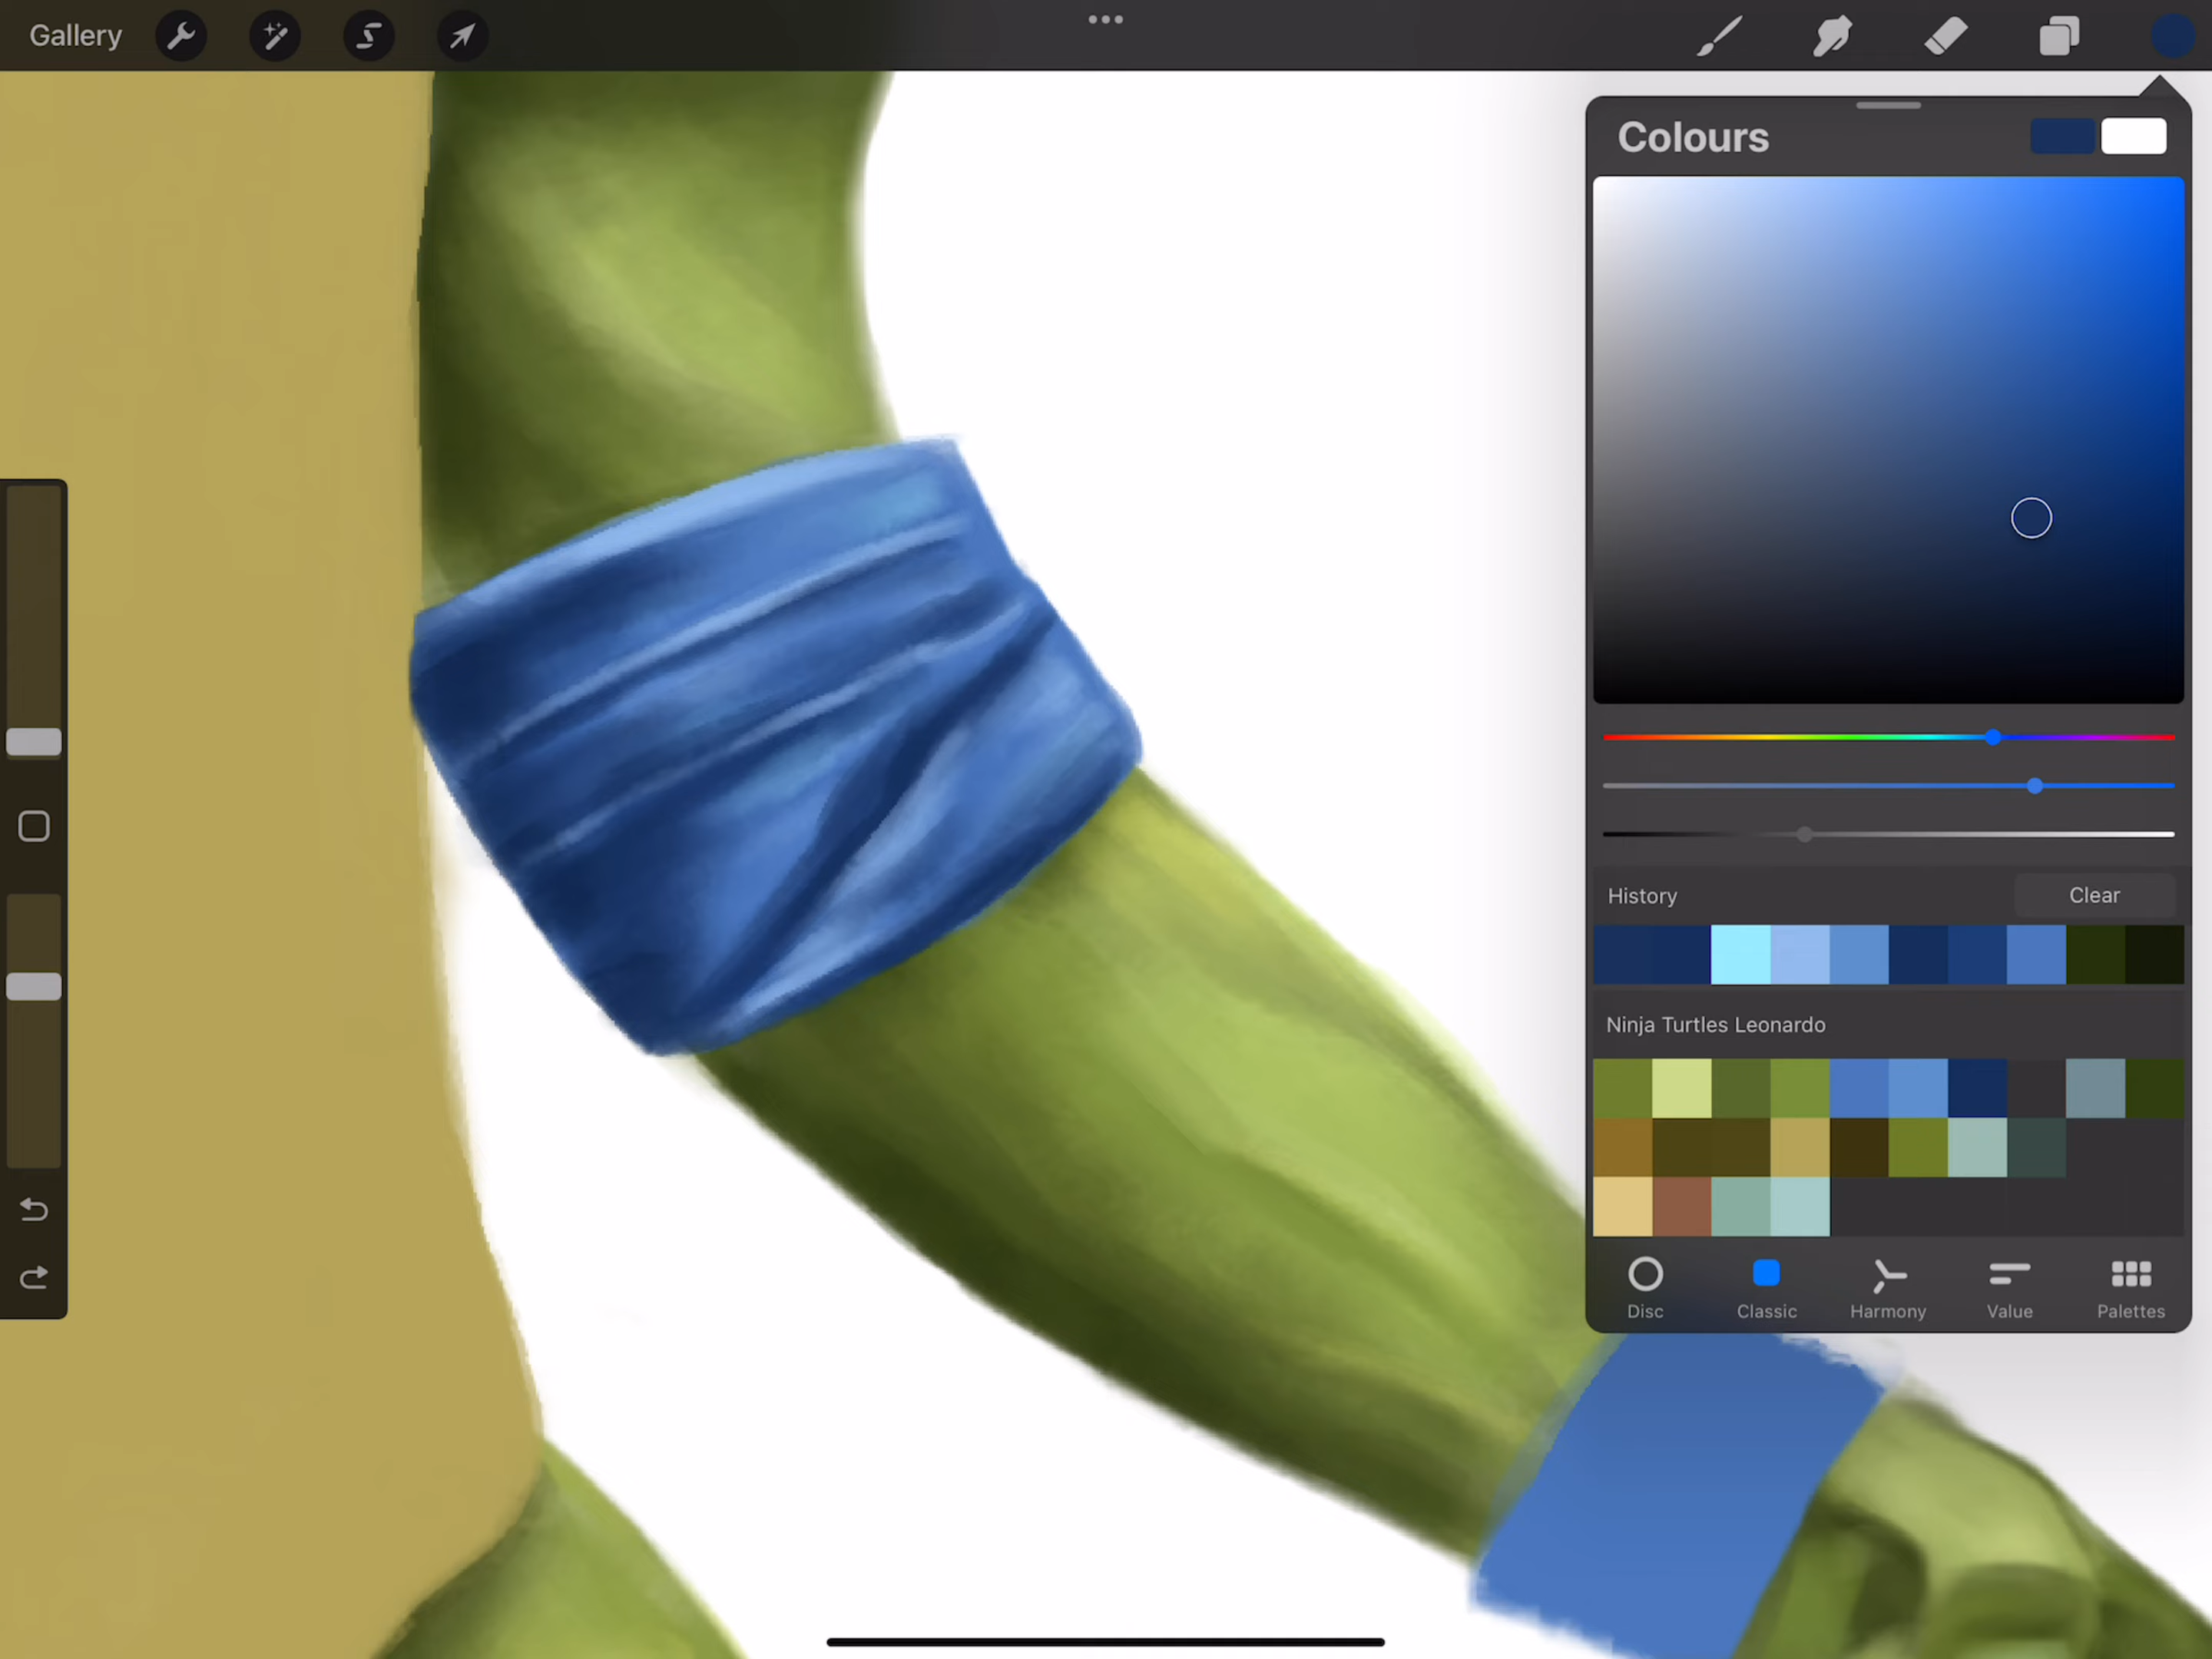 Gallery
Colours
History
Clear
Ninja Turtles Leonardo
Disc
Classic
Harmony
Value
Palettes